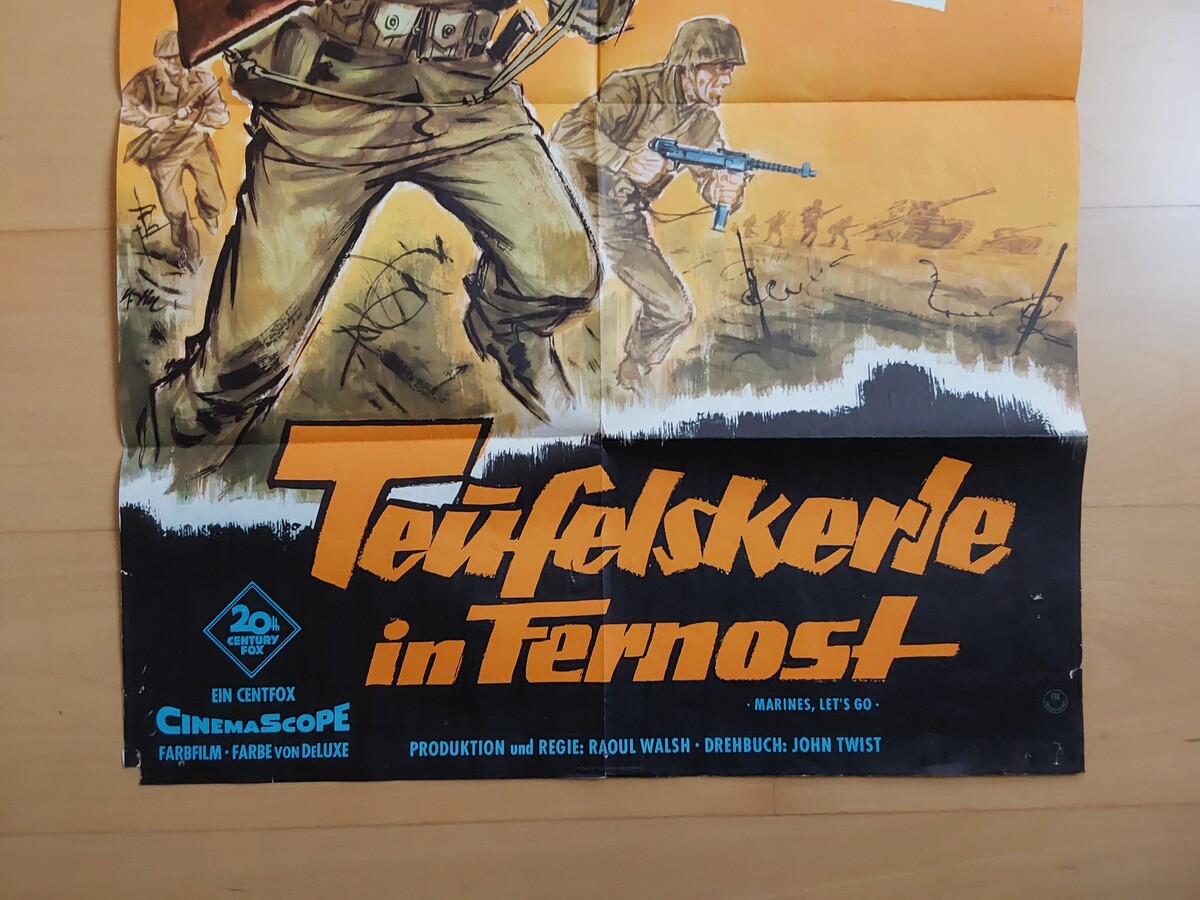 Teufelskerle
in Fernost
· MARINES, LET'S GO ·
20th
CENTURY
FOX
EIN CENTFOX
CINEMASCOPE
FARBFILM · FARBE VON DELUXE
PRODUKTION und REGIE: RAOUL WALSH · DREHBUCH: JOHN TWIST